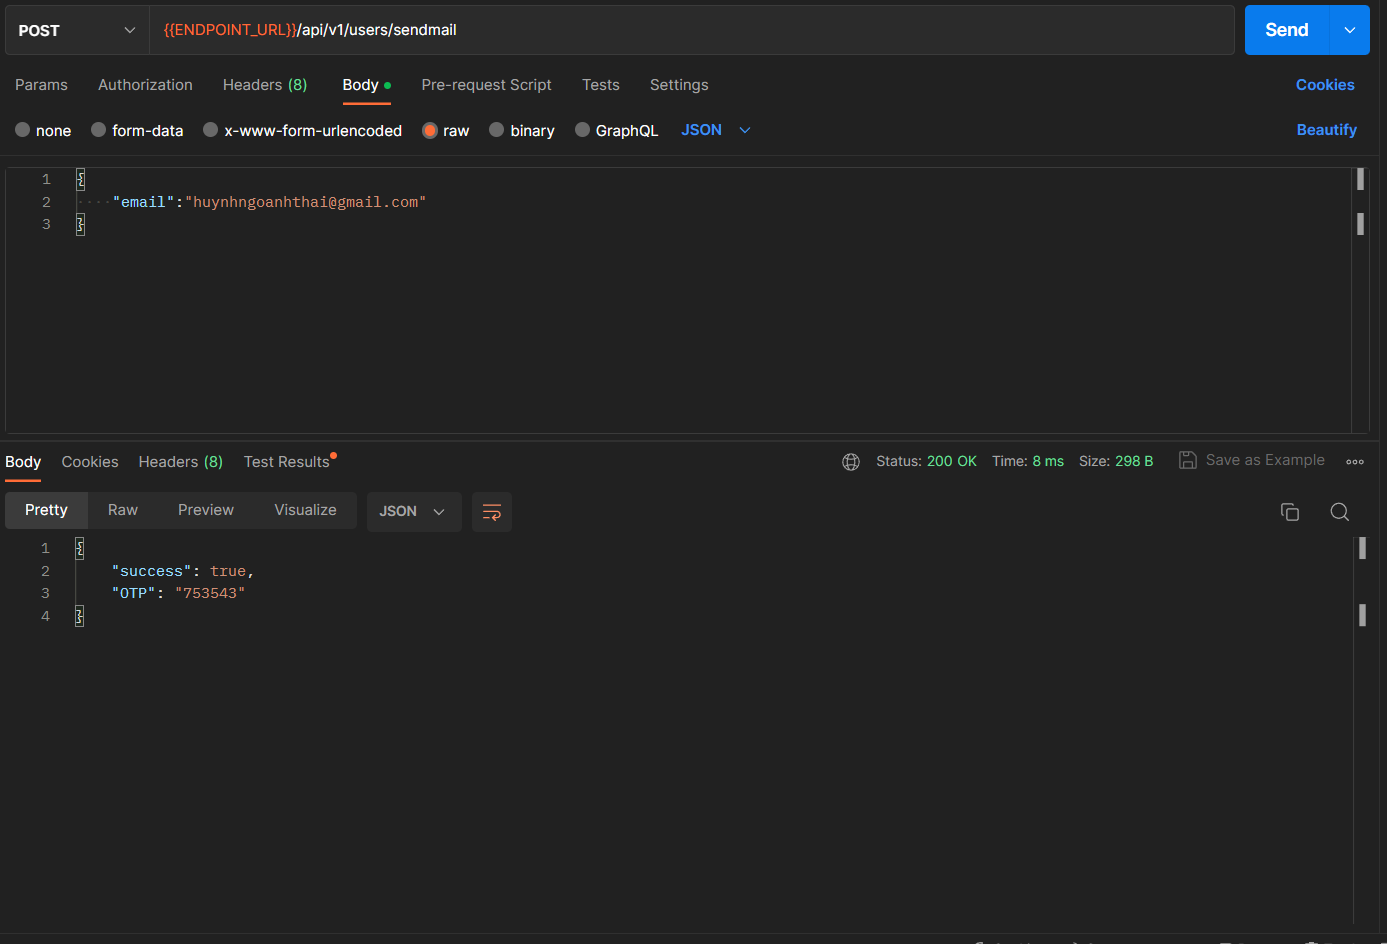 POST {{ENDPOINT_URL}}/api/v1/users/sendmail Send
Params Authorization Headers (8) Body Pre-request Script Tests Settings Cookies
none form-data x-www-form-urlencoded raw binary GraphQL JSON Beautify
1 {
2 ····"email":"huynhngoanhthai@gmail.com"
3 }
Body Cookies Headers (8) Test Results Status: 200 OK Time: 8 ms Size: 298 B Save as Example
Pretty Raw Preview Visualize JSON
1 {
2 "success": true,
3 "OTP": "753543"
4 }